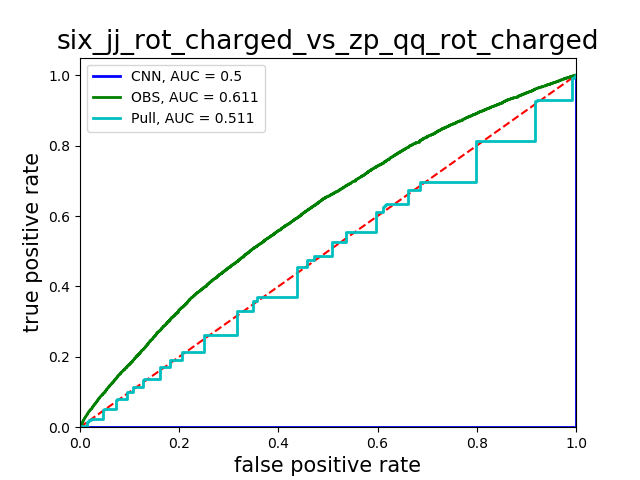 six_jj_rot_charged_vs_zp_qq_rot_charged
1.0
0.8
0.6
0.4
0.2
0.0
true positive rate
CNN, AUC = 0.5
OBS, AUC = 0.611
Pull, AUC = 0.511
0.0 0.2 0.4 0.6 0.8 1.0
false positive rate